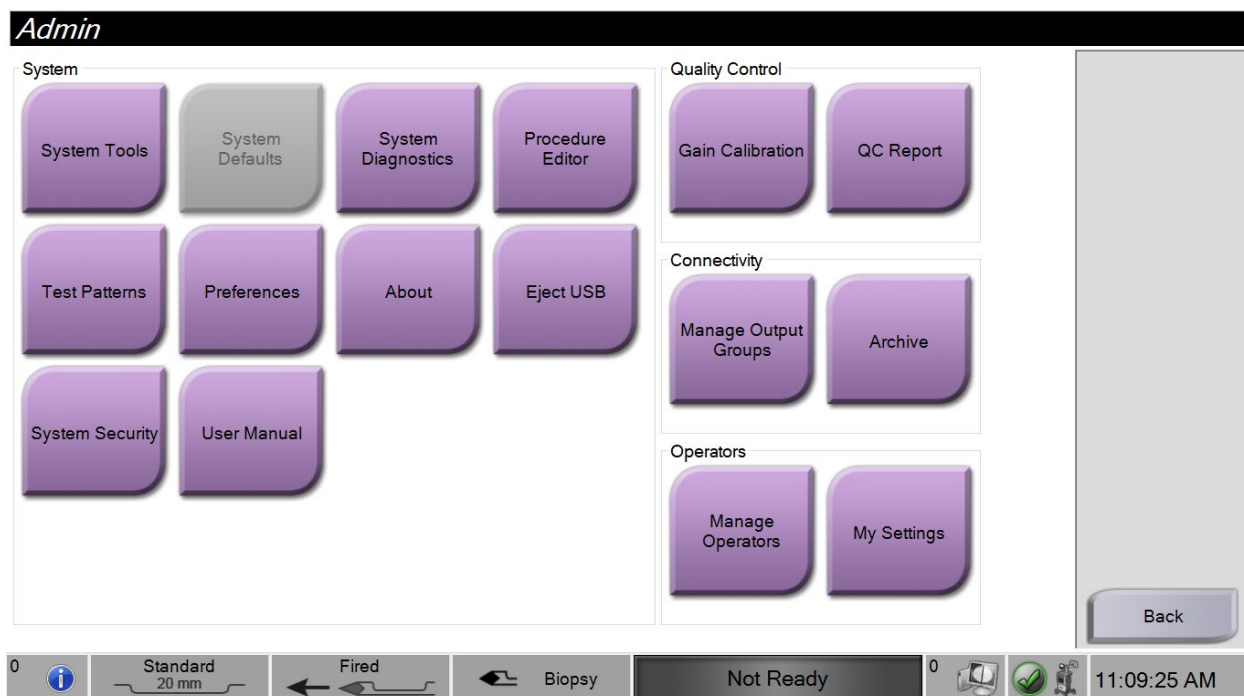 Admin
System
System Tools
System
Defaults
System
Diagnostics
Procedure
Editor
Test Patterns
Preferences
About
Eject USB
System Security
User Manual
Quality Control
Gain Calibration
QC Report
Connectivity
Manage Output
Groups
Archive
Operators
Manage
Operators
My Settings
Back
0
Standard
20 mm
Fired
Biopsy
Not Ready
0
11:09:25 AM